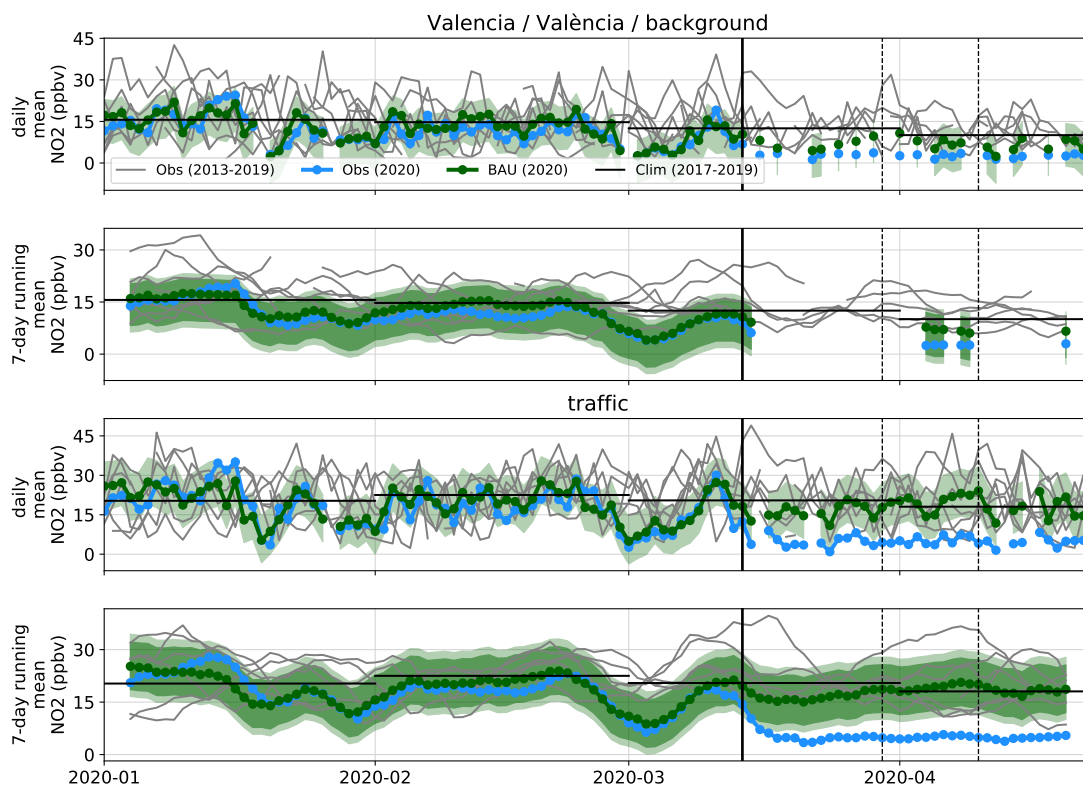 Valencia / València / background
45
30
15
0
daily
mean
NO2 (ppbv)
Obs (2013-2019)
Obs (2020)
BAU (2020)
Clim (2017-2019)
30
15
0
7-day running
mean
NO2 (ppbv)
traffic
45
30
15
0
daily
mean
NO2 (ppbv)
30
15
0
7-day running
mean
NO2 (ppbv)
2020-01
2020-02
2020-03
2020-04